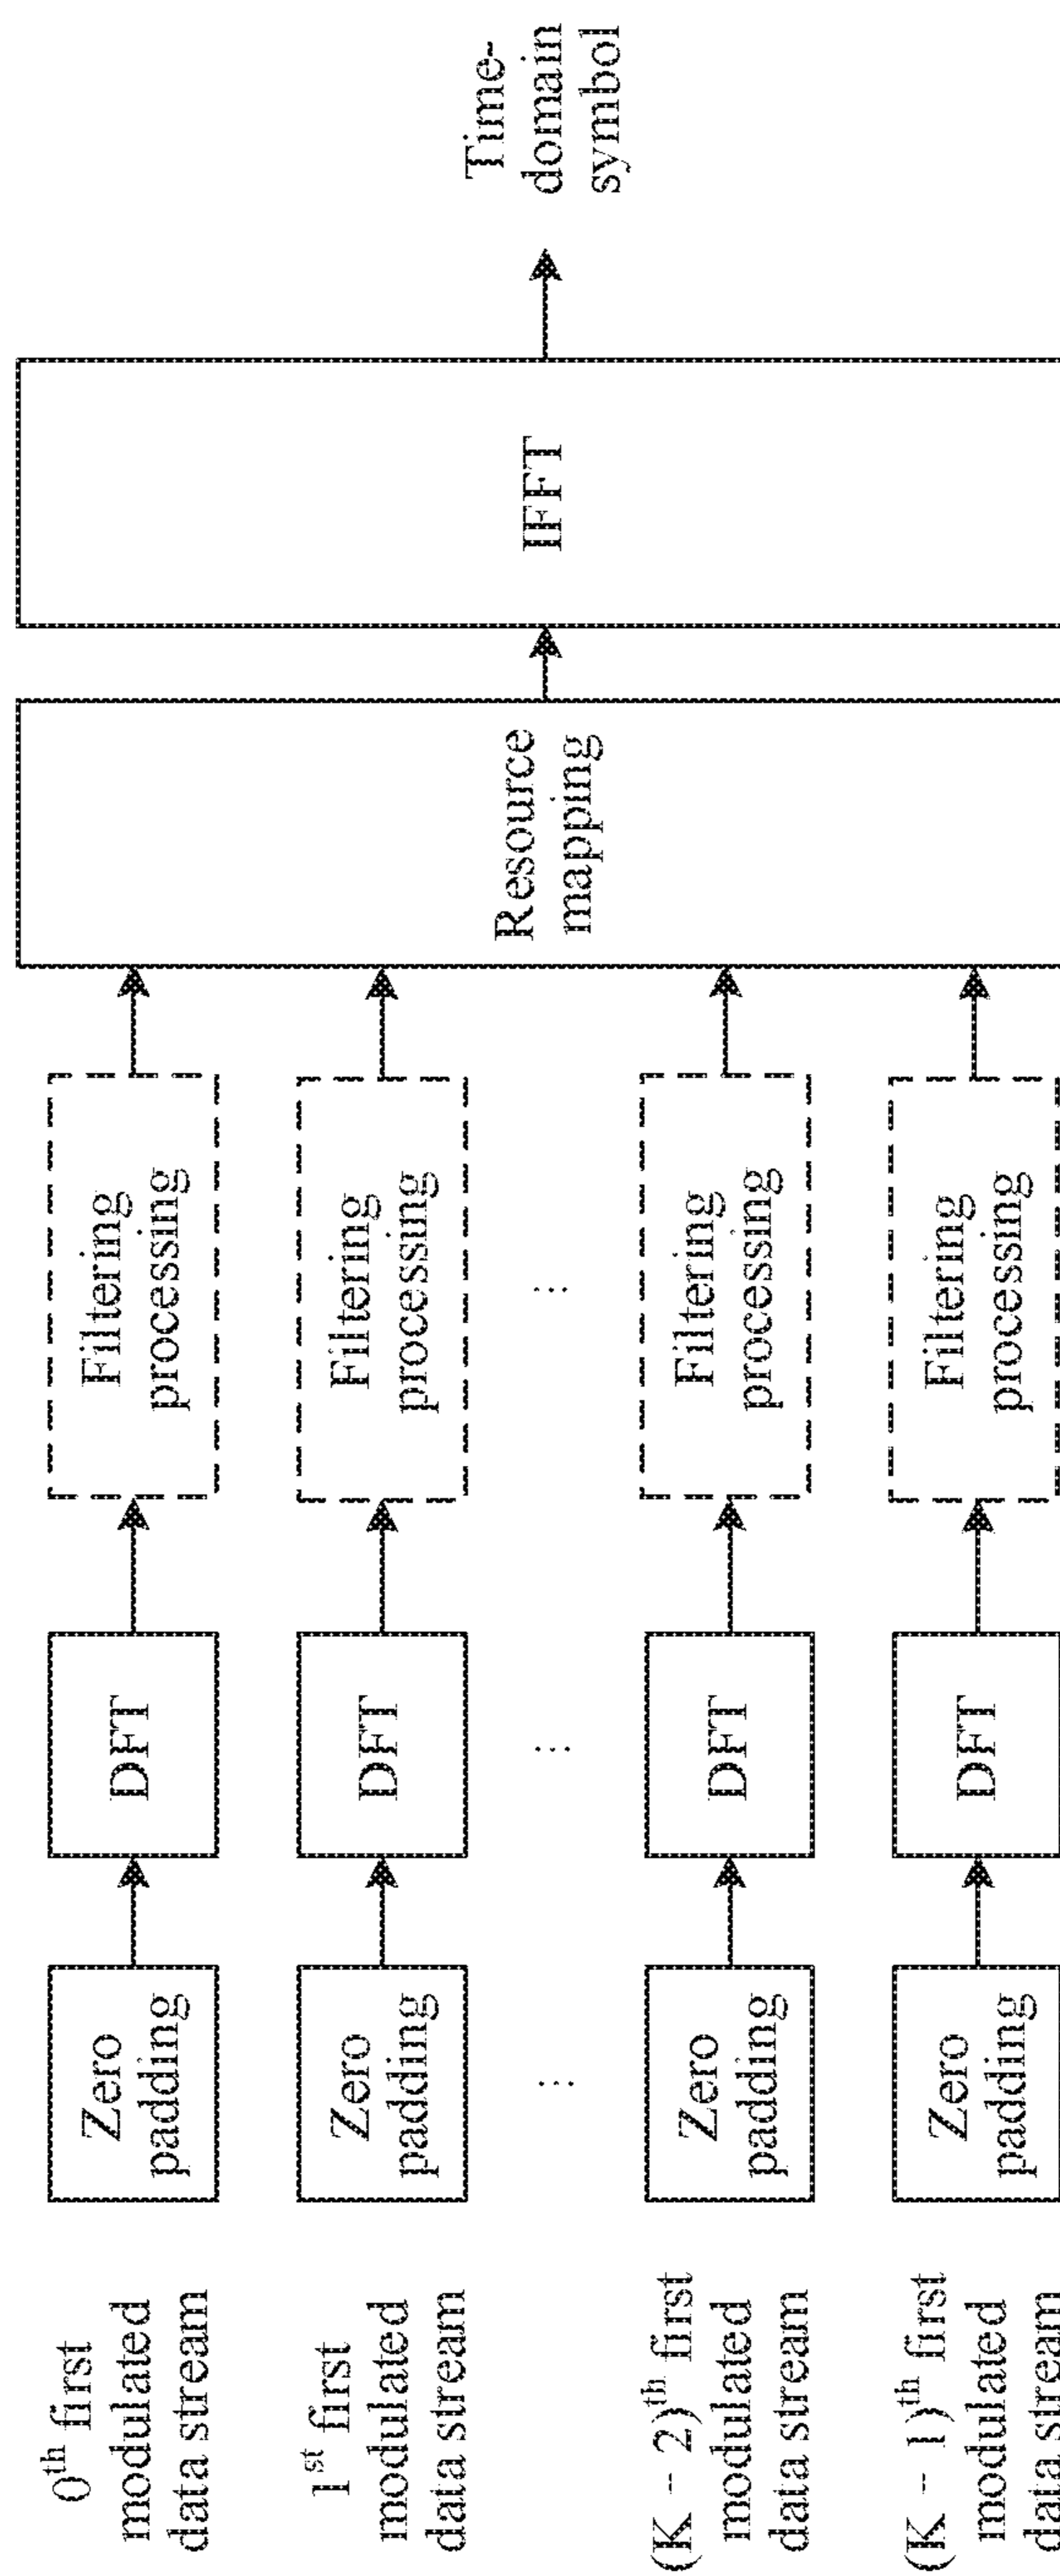 0th first
modulated
data stream
Zero
padding
DFT
Filtering
processing
1st first
modulated
data stream
Zero
padding
DFT
Filtering
processing
...
...
...
(K - 2)th first
modulated
data stream
Zero
padding
DFT
Filtering
processing
(K - 1)th first
modulated
data stream
Zero
padding
DFT
Filtering
processing
Resource
mapping
IFFT
Time-
domain
symbol